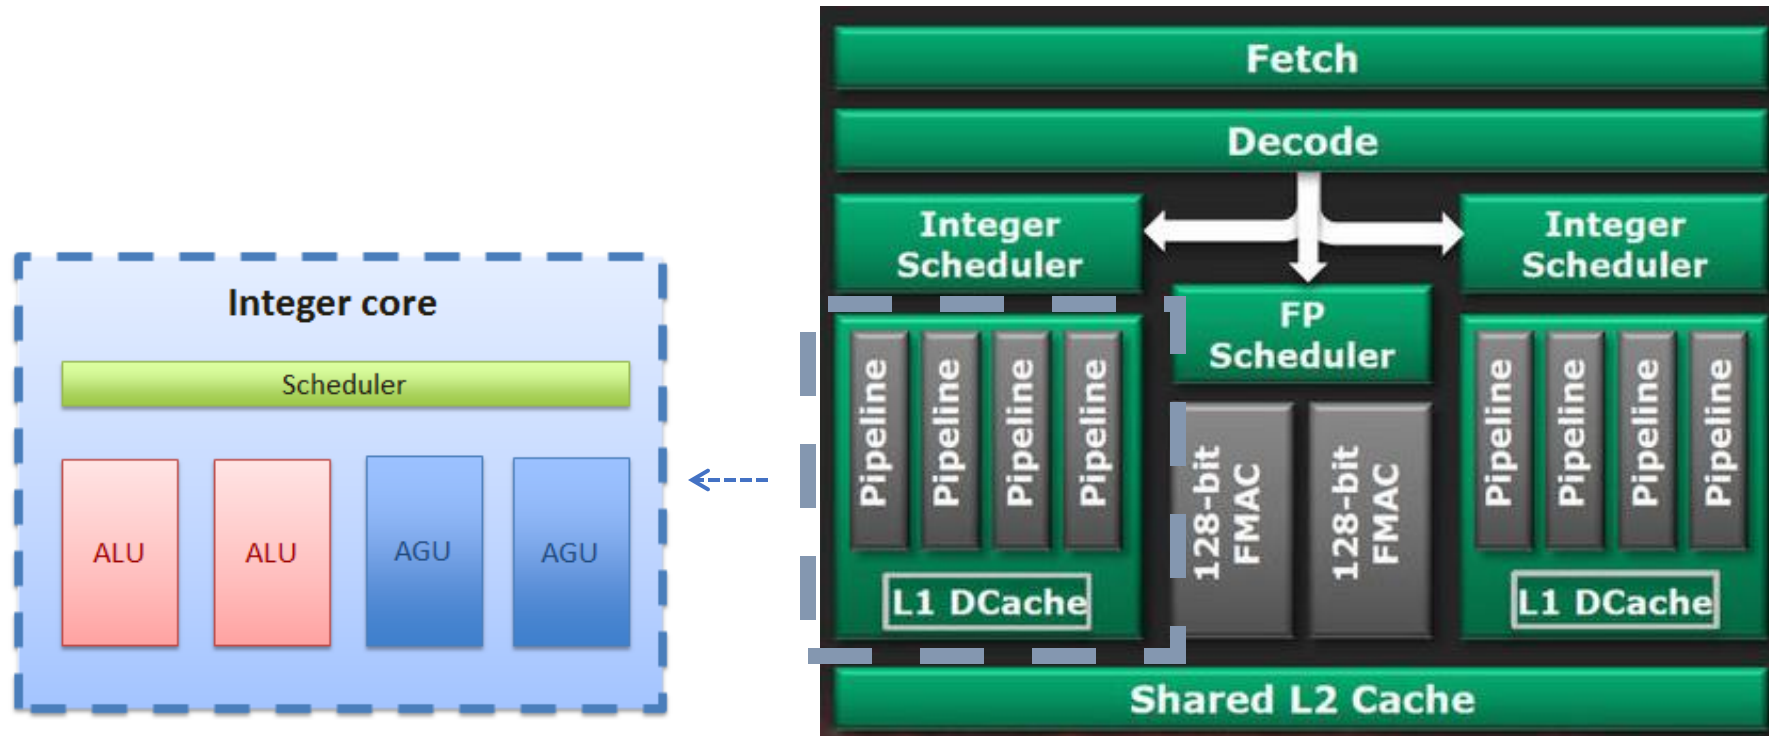 Integer core
Scheduler
ALU
ALU
AGU
AGU
Fetch
Decode
Integer
Scheduler
Integer
Scheduler
FP
Scheduler
Pipeline
Pipeline
Pipeline
Pipeline
128-bit
FMAC
128-bit
FMAC
Pipeline
Pipeline
Pipeline
Pipeline
L1 DCache
L1 DCache
Shared L2 Cache